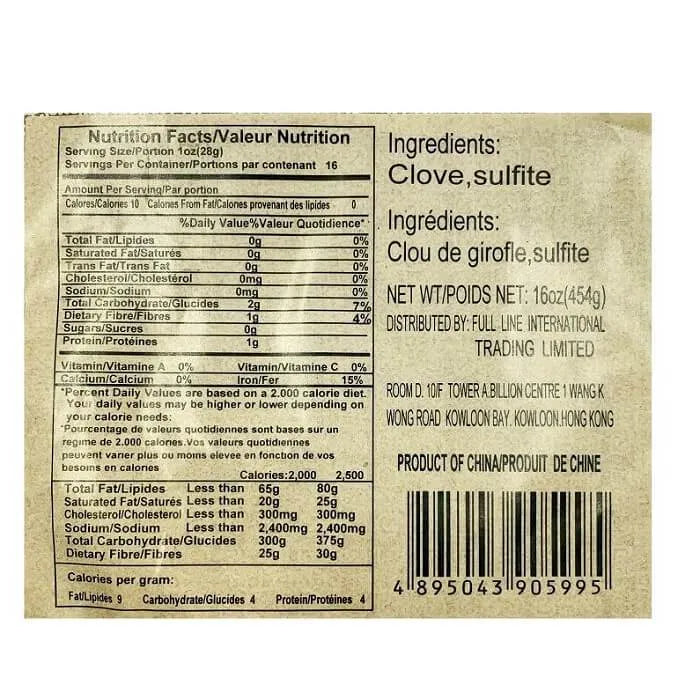 Nutrition Facts/Valeur Nutrition
Serving Size/Portion 1oz(28g)
Servings Per Container/Portions par contenant 16
Amount Per Serving/Par portion
Calores/Calories 10 Calones From Fat/Calones provenant des lipides 0
%Daily Value%Valeur Quotidience*
Total Fat/Lipides 0g 0%
Saturated Fat/Saturés 0g 0%
Trans Fat/Trans Fat 0g 0%
Cholesterol/Cholestérol 0mg 0%
Sodium/Sodium 0mg 0%
Total Carbohydrate/Glucides 2g 7%
Dietary Fibre/Fibres 1g 4%
Sugars/Sucres 0g
Protein/Protéines 1g
Vitamin/Vitamine A 0% Vitamin/Vitamine C 0%
Calcium/Calcium 0% Iron/Fer 15%
*Percent Daily Values are based on a 2.000 calorie diet.
Your daily values may be higher or lower depending on
your calorie needs:
*Pourcentage de valeurs quotidiennes sont bases sur un
regime de 2.000 calories.Vos valeurs quotidiennes
peuvent varier plus ou moins elevee en fonction de vos
besoins en calories
Calories:2,000 2,500
Total Fat/Lipides Less than 65g 80g
Saturated Fat/Saturés Less than 20g 25g
Cholesterol/Cholesterol Less than 300mg 300mg
Sodium/Sodium Less than 2,400mg 2,400mg
Total Carbohydrate/Glucides 300g 375g
Dietary Fibre/Fibres 25g 30g
Calories per gram:
Fat/Lipides 9 Carbohydrate/Glucides 4 Protein/Protéines 4
Ingredients:
Clove,sulfite
Ingrédients:
Clou de girofle,sulfite
NET WT/POIDS NET: 16oz(454g)
DISTRIBUTED BY: FULL LINE INTERNATIONAL
TRADING LIMITED
ROOM D. 10/F TOWER A.BILLION CENTRE 1 WANG K
WONG ROAD KOWLOON BAY. KOWLOON.HONG KONG
PRODUCT OF CHINA/PRODUIT DE CHINE
4 895043 905995